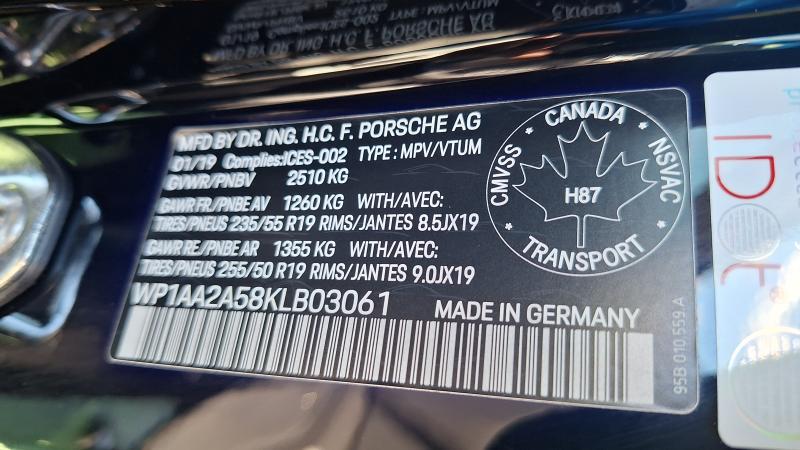 MFD BY DR. ING. H.C. F. PORSCHE AG
01/19 Complies:ICES-002 TYPE : MPV/VTUM
GVWR/PNBV 2510 KG
GAWR FR./PNBE AV 1260 KG WITH/AVEC:
TIRES/PNEUS 235/55 R19 RIMS/JANTES 8.5JX19
GAWR RE./PNBE AR 1355 KG WITH/AVEC:
TIRES/PNEUS 255/50 R19 RIMS/JANTES 9.0JX19
WP1AA2A58KLB03061 MADE IN GERMANY
CANADA
CMVSS
NSVAC
H87
TRANSPORT
95B 010 559 A
ID